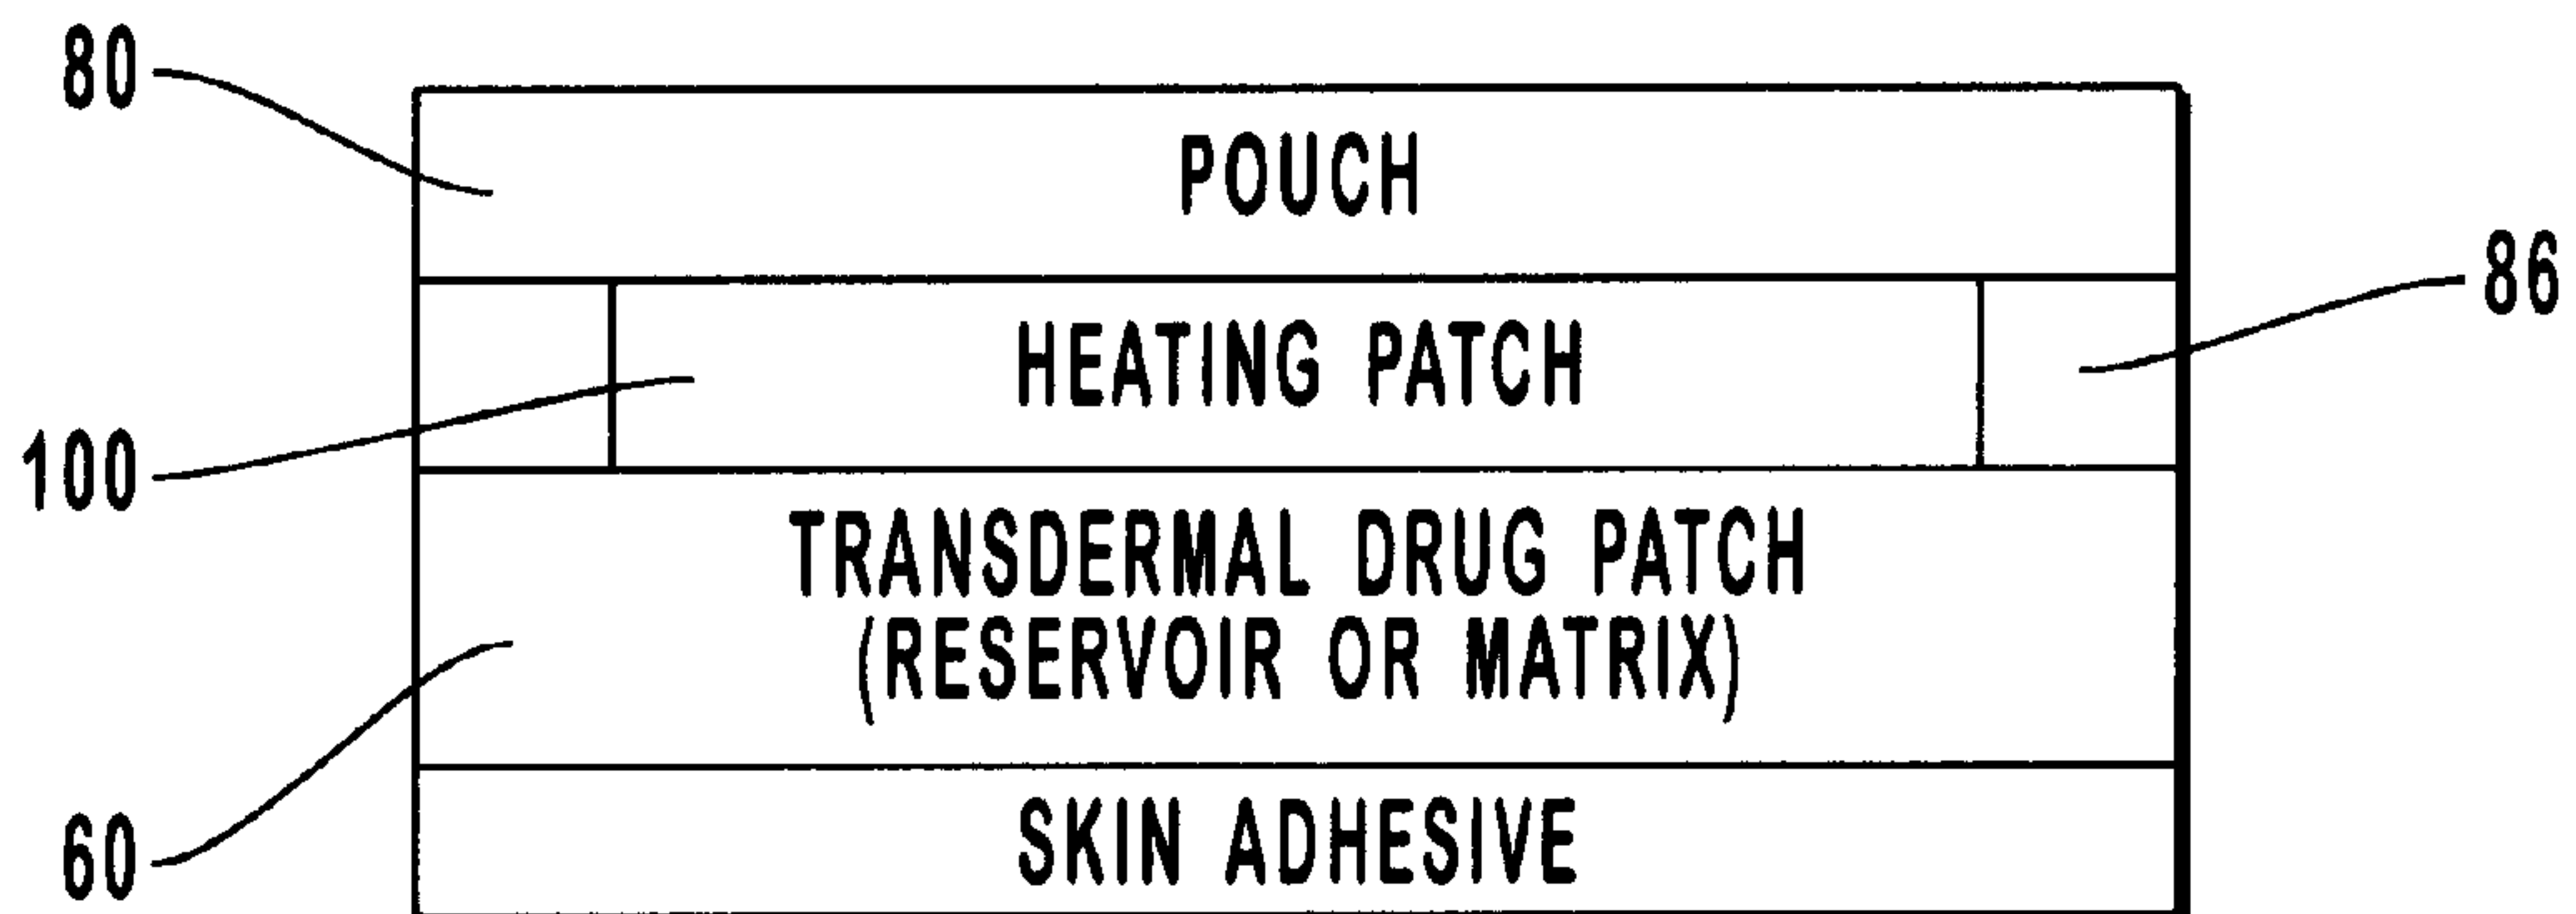 80
POUCH
86
HEATING PATCH
100
TRANSDERMAL DRUG PATCH
(RESERVOIR OR MATRIX)
60
SKIN ADHESIVE